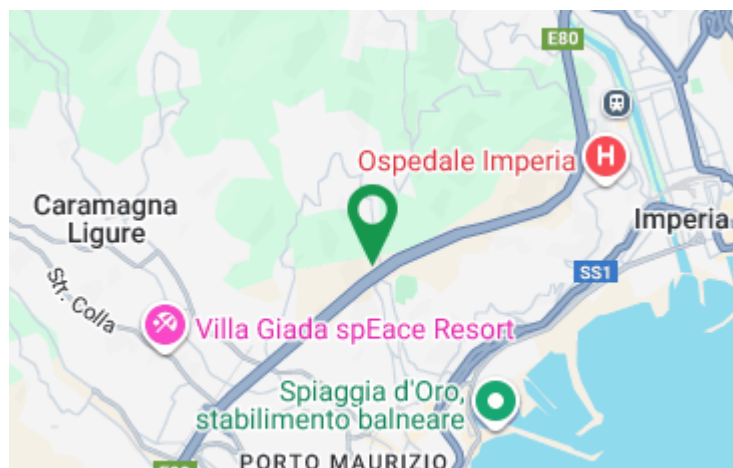 E80
Ospedale Imperia
H
Caramagna
Ligure
Imperia
SS1
Str. Colla
Villa Giada spEace Resort
Spiaggia d'Oro,
stabilimento balneare
PORTO MAURIZIO